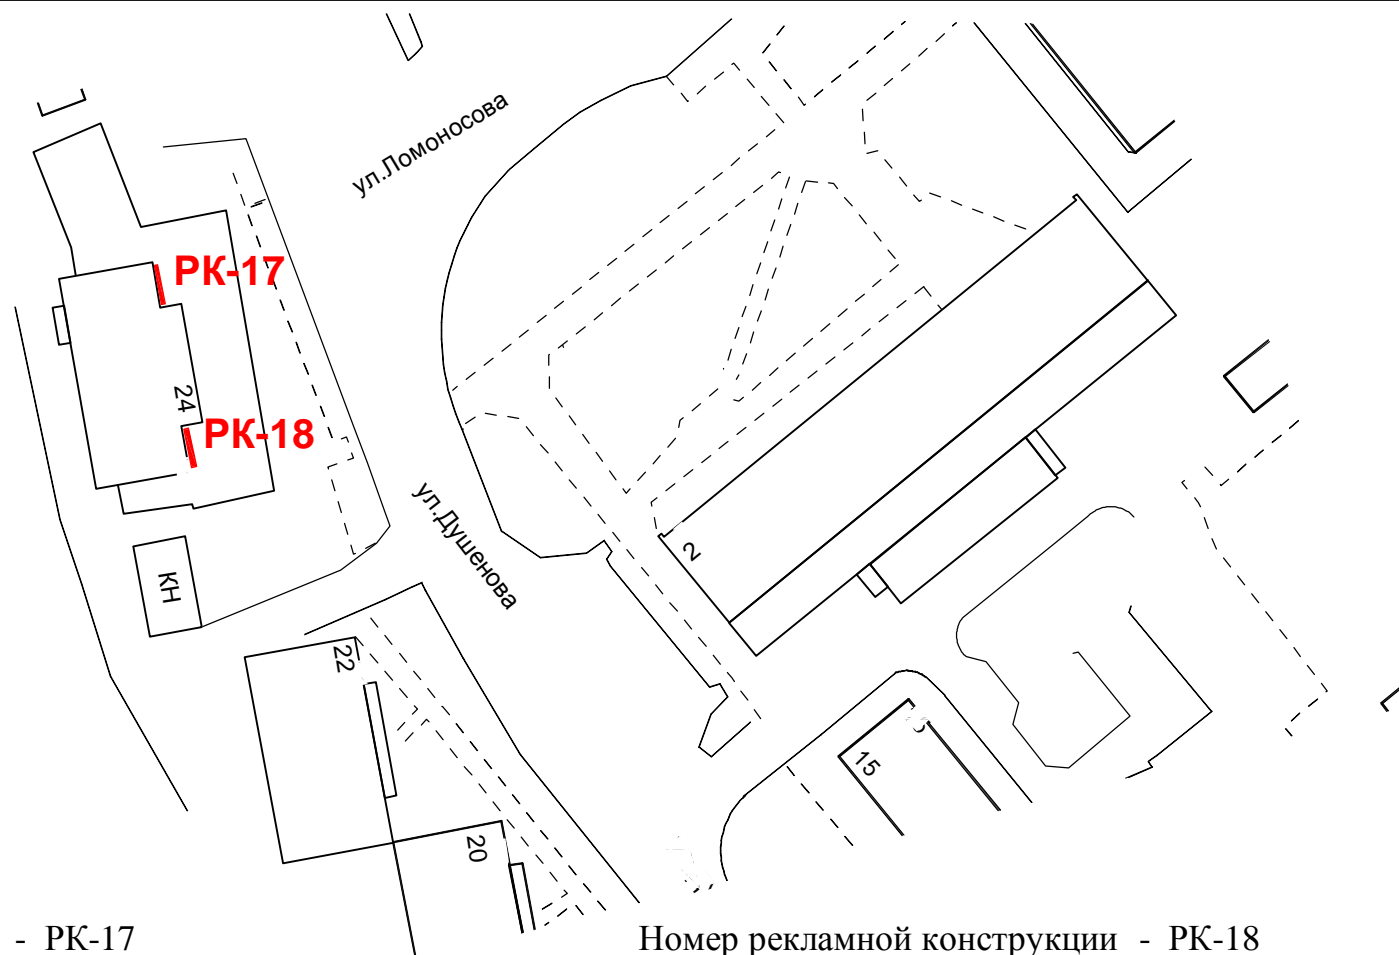 ул.Ломоносова
РК-17
24
РК-18
ул.Душенова
2
КН
22
15
20
- РК-17
Номер рекламной конструкции - РК-18